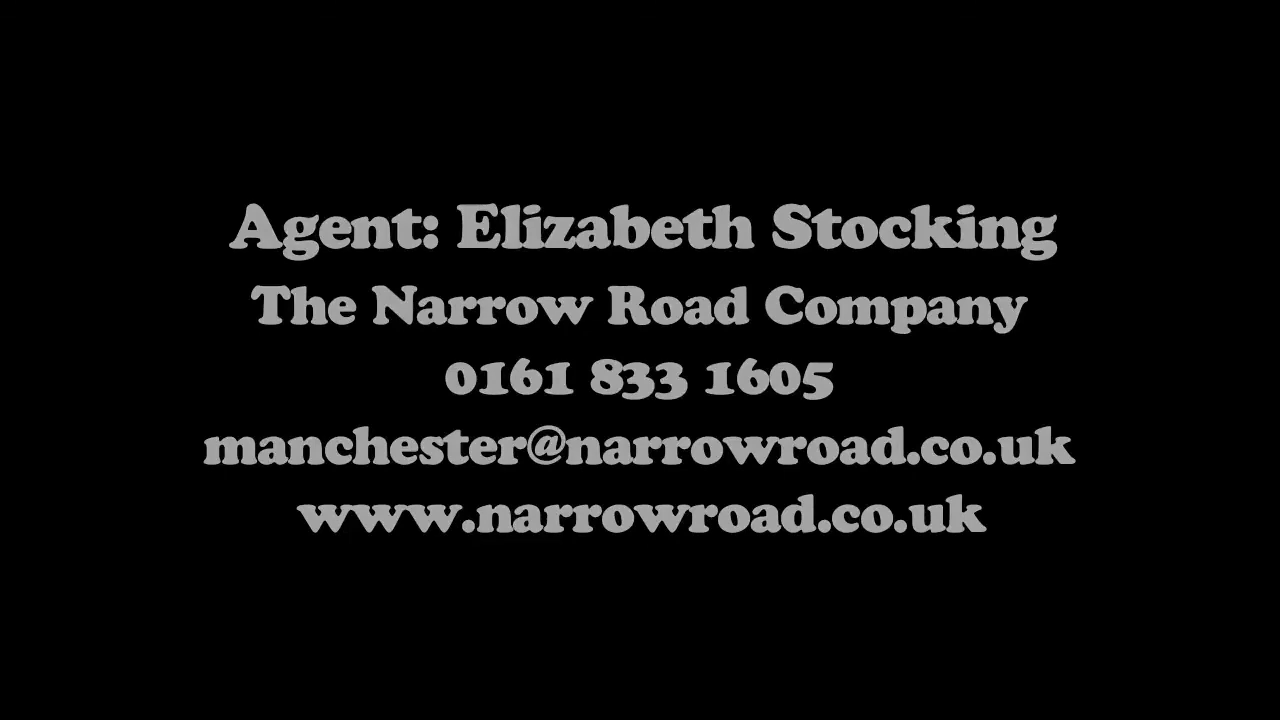 Agent: Elizabeth Stocking
The Narrow Road Company
0161 833 1605
manchester@narrowroad.co.uk
www.narrowroad.co.uk